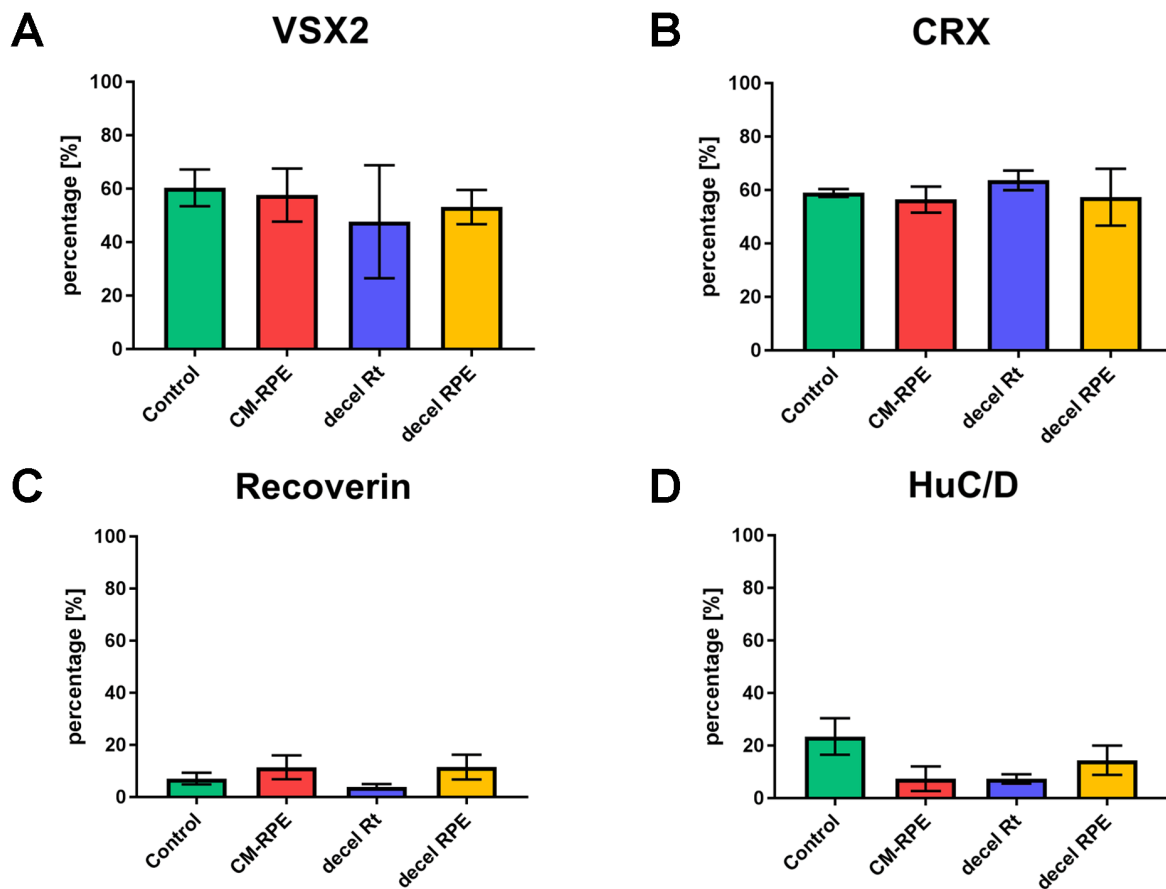 A
VSX2
percentage [%]
100
80
60
40
20
0
Control
CM-RPE
decel Rt
decel RPE
B
CRX
percentage [%]
100
80
60
40
20
0
Control
CM-RPE
decel Rt
decel RPE
C
Recoverin
percentage [%]
100
80
60
40
20
0
Control
CM-RPE
decel Rt
decel RPE
D
HuC/D
percentage [%]
100
80
60
40
20
0
Control
CM-RPE
decel Rt
decel RPE